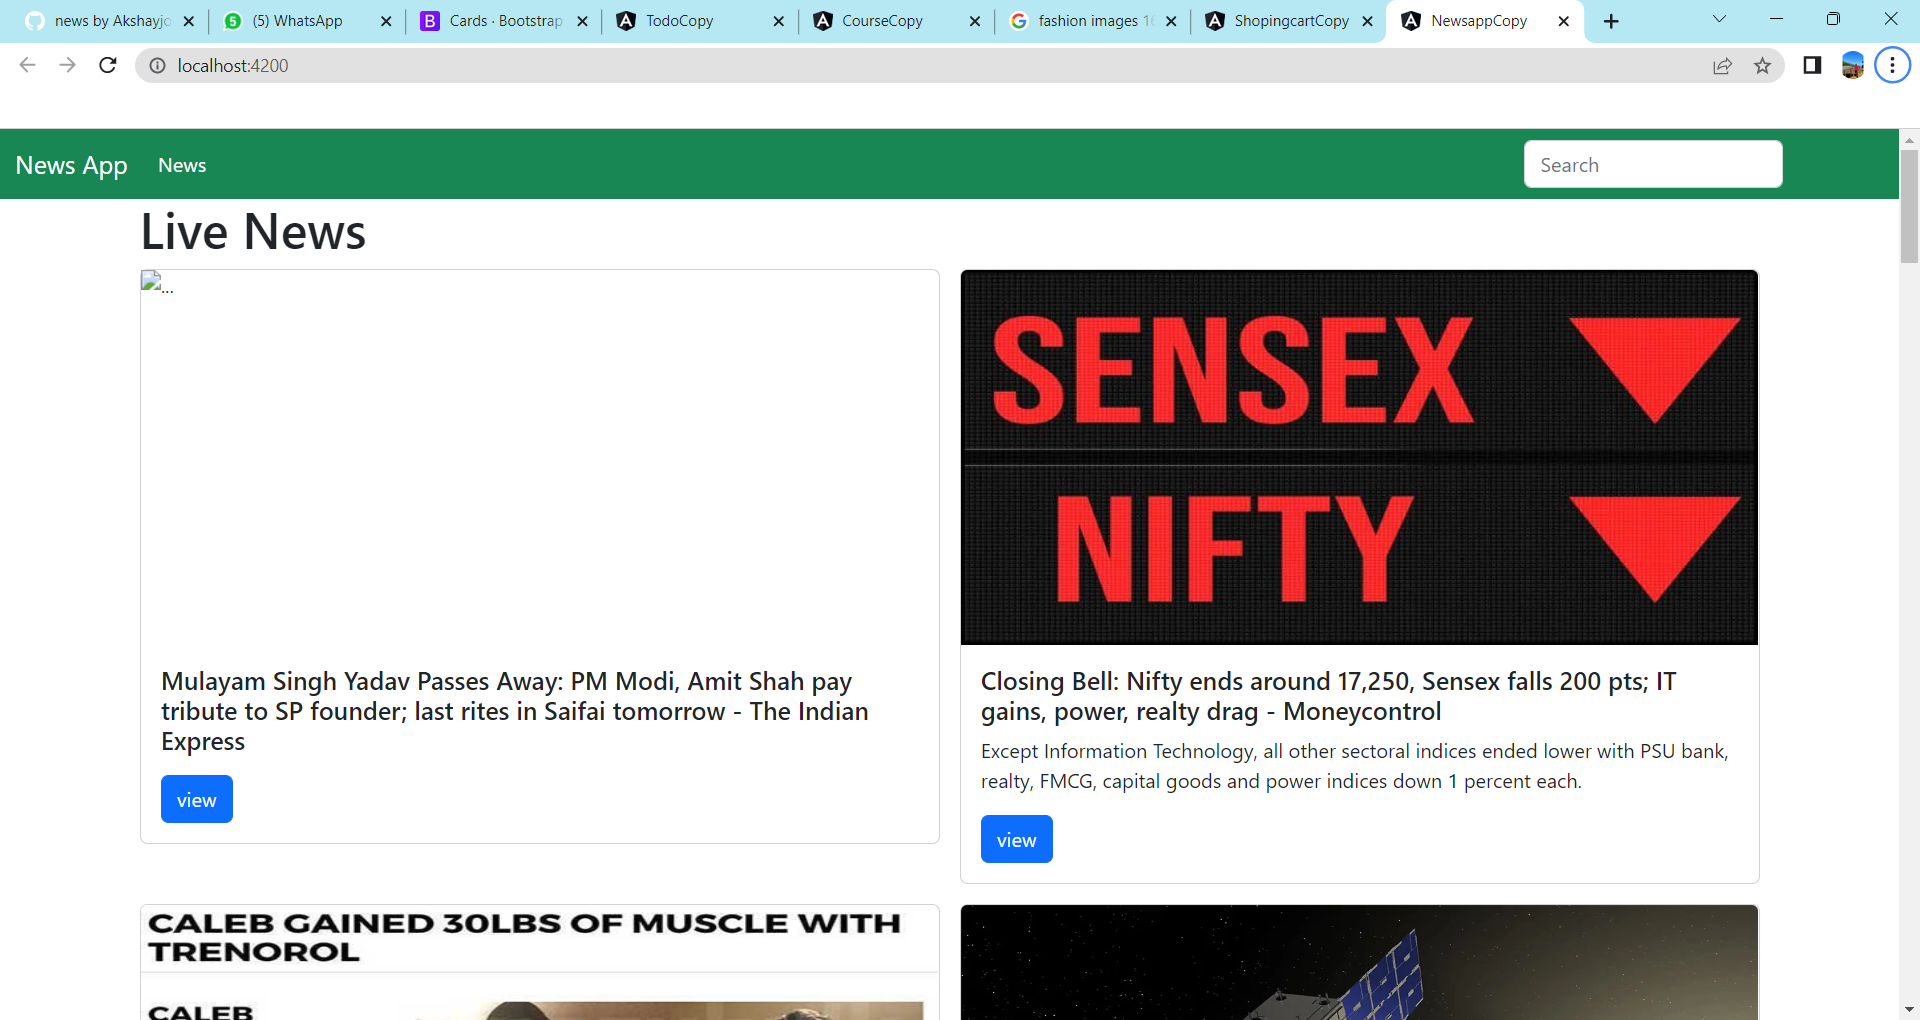 news by Akshayjo
(5) WhatsApp
Cards · Bootstrap
TodoCopy
CourseCopy
fashion images 16
ShopingcartCopy
NewsappCopy
localhost:4200
News App
News
Search
Live News
...
SENSEX
NIFTY
Mulayam Singh Yadav Passes Away: PM Modi, Amit Shah pay
tribute to SP founder; last rites in Saifai tomorrow - The Indian
Express
view
Closing Bell: Nifty ends around 17,250, Sensex falls 200 pts; IT
gains, power, realty drag - Moneycontrol
Except Information Technology, all other sectoral indices ended lower with PSU bank,
realty, FMCG, capital goods and power indices down 1 percent each.
view
CALEB GAINED 30LBS OF MUSCLE WITH
TRENOROL
CALEB